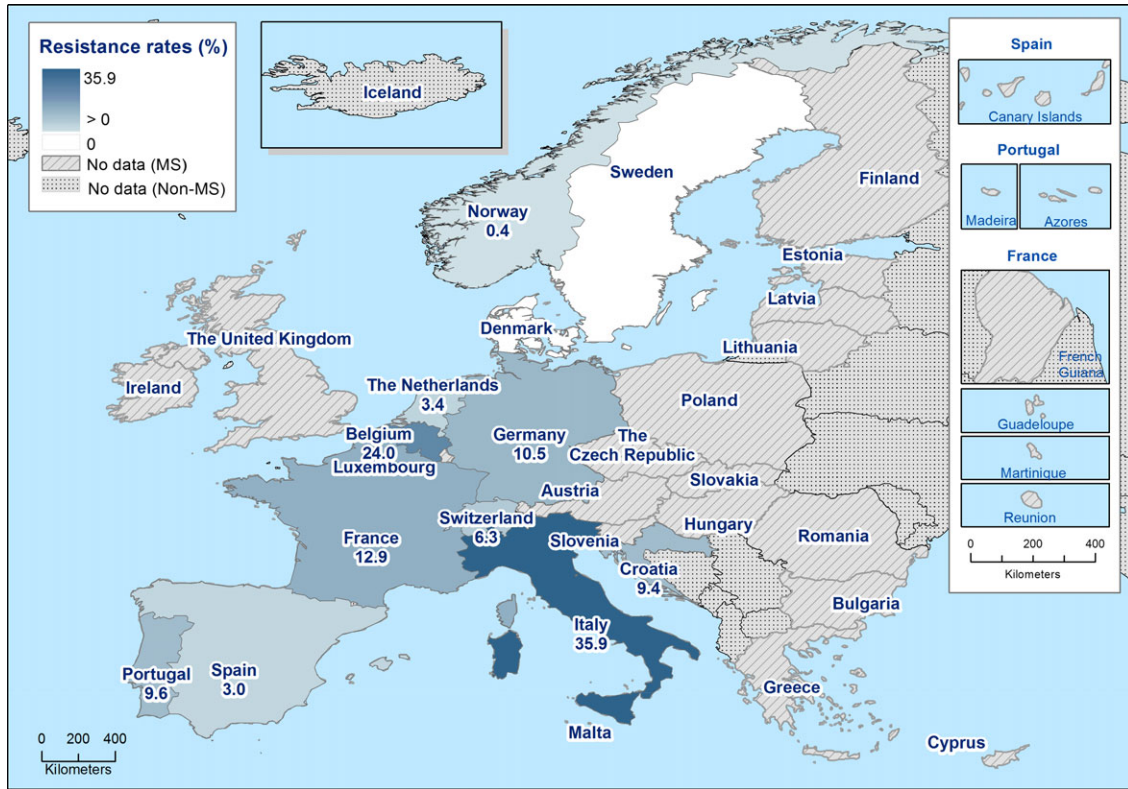 Resistance rates (%)
35.9
> 0
0
No data (MS)
No data (Non-MS)
Iceland
Sweden
Finland
Norway
0.4
Estonia
Latvia
Denmark
Lithuania
The United Kingdom
Ireland
The Netherlands
3.4
Poland
Belgium
24.0
Germany
10.5
The
Czech Republic
Luxembourg
Slovakia
Austria
Switzerland
6.3
Hungary
Slovenia
Romania
France
12.9
Croatia
9.4
Bulgaria
Italy
35.9
Portugal
9.6
Spain
3.0
Greece
Malta
Cyprus
0 200 400
Kilometers
Spain
Canary Islands
Portugal
Madeira
Azores
France
French
Guiana
Guadeloupe
Martinique
Reunion
0 200 400
Kilometers